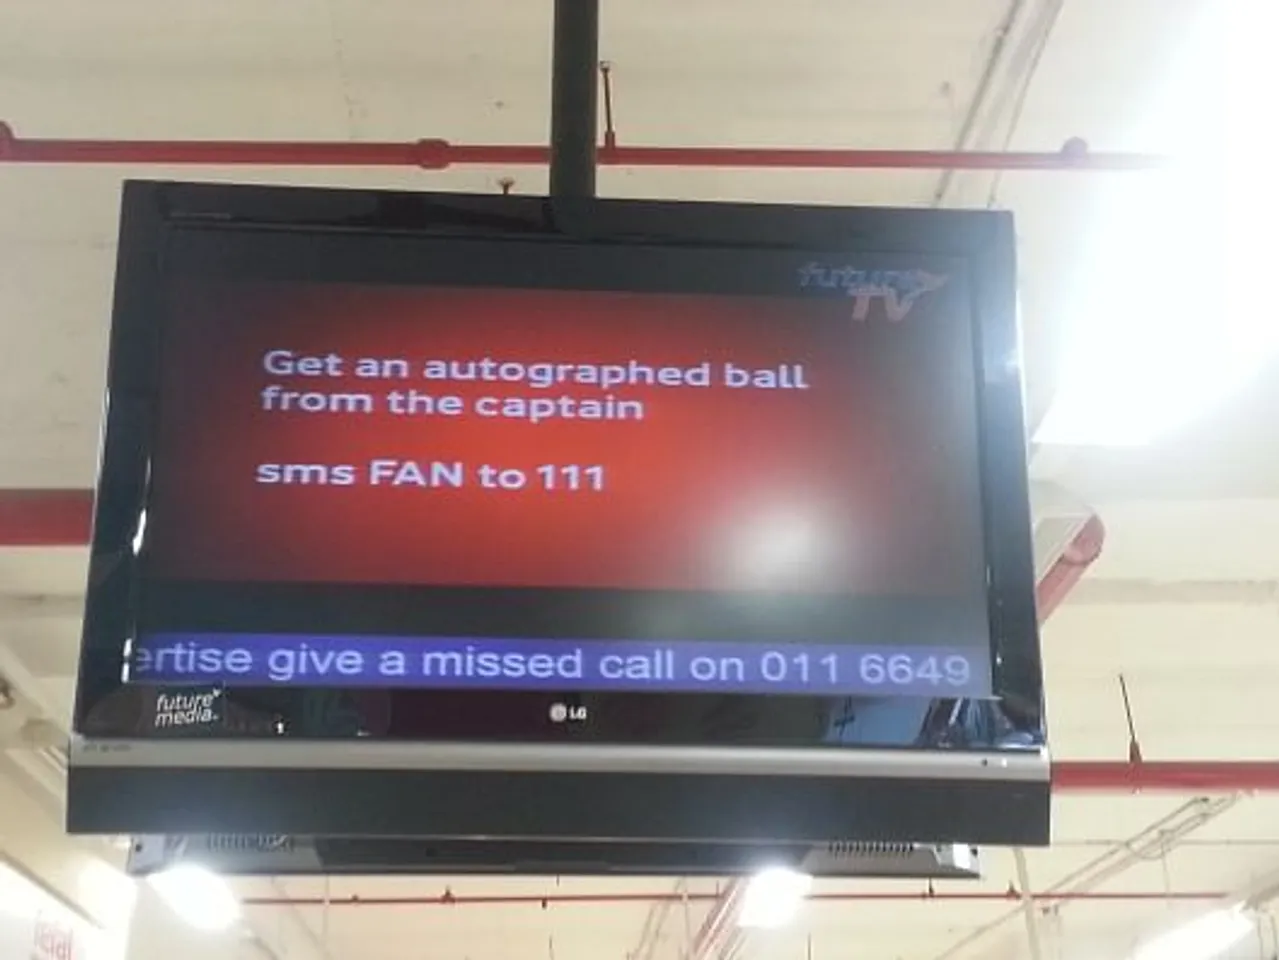 future
TV
Get an autographed ball
from the captain
sms FAN to 111
ertise give a missed call on 011 6649
future
media
LG